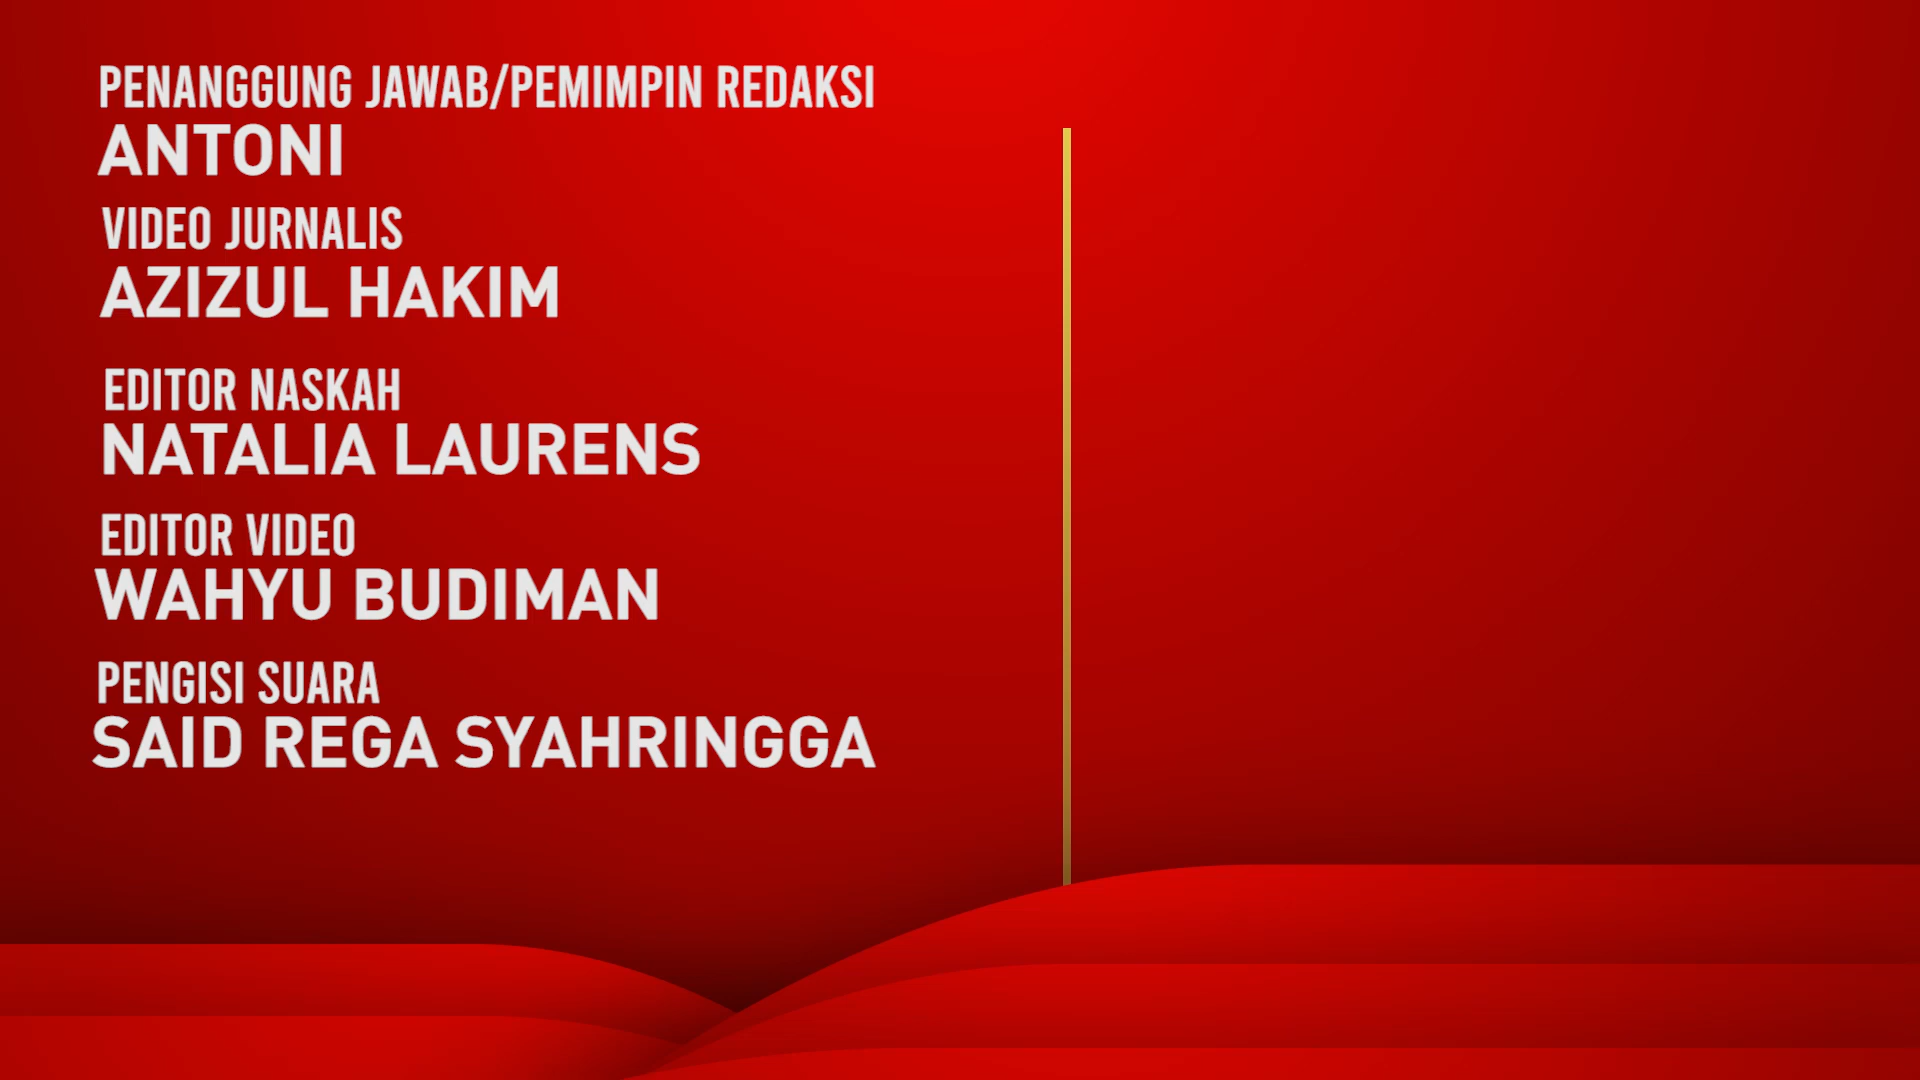 PENANGGUNG JAWAB/PEMIMPIN REDAKSI
ANTONI
VIDEO JURNALIS
AZIZUL HAKIM
EDITOR NASKAH
NATALIA LAURENS
EDITOR VIDEO
WAHYU BUDIMAN
PENGISI SUARA
SAID REGA SYAHRINGGA